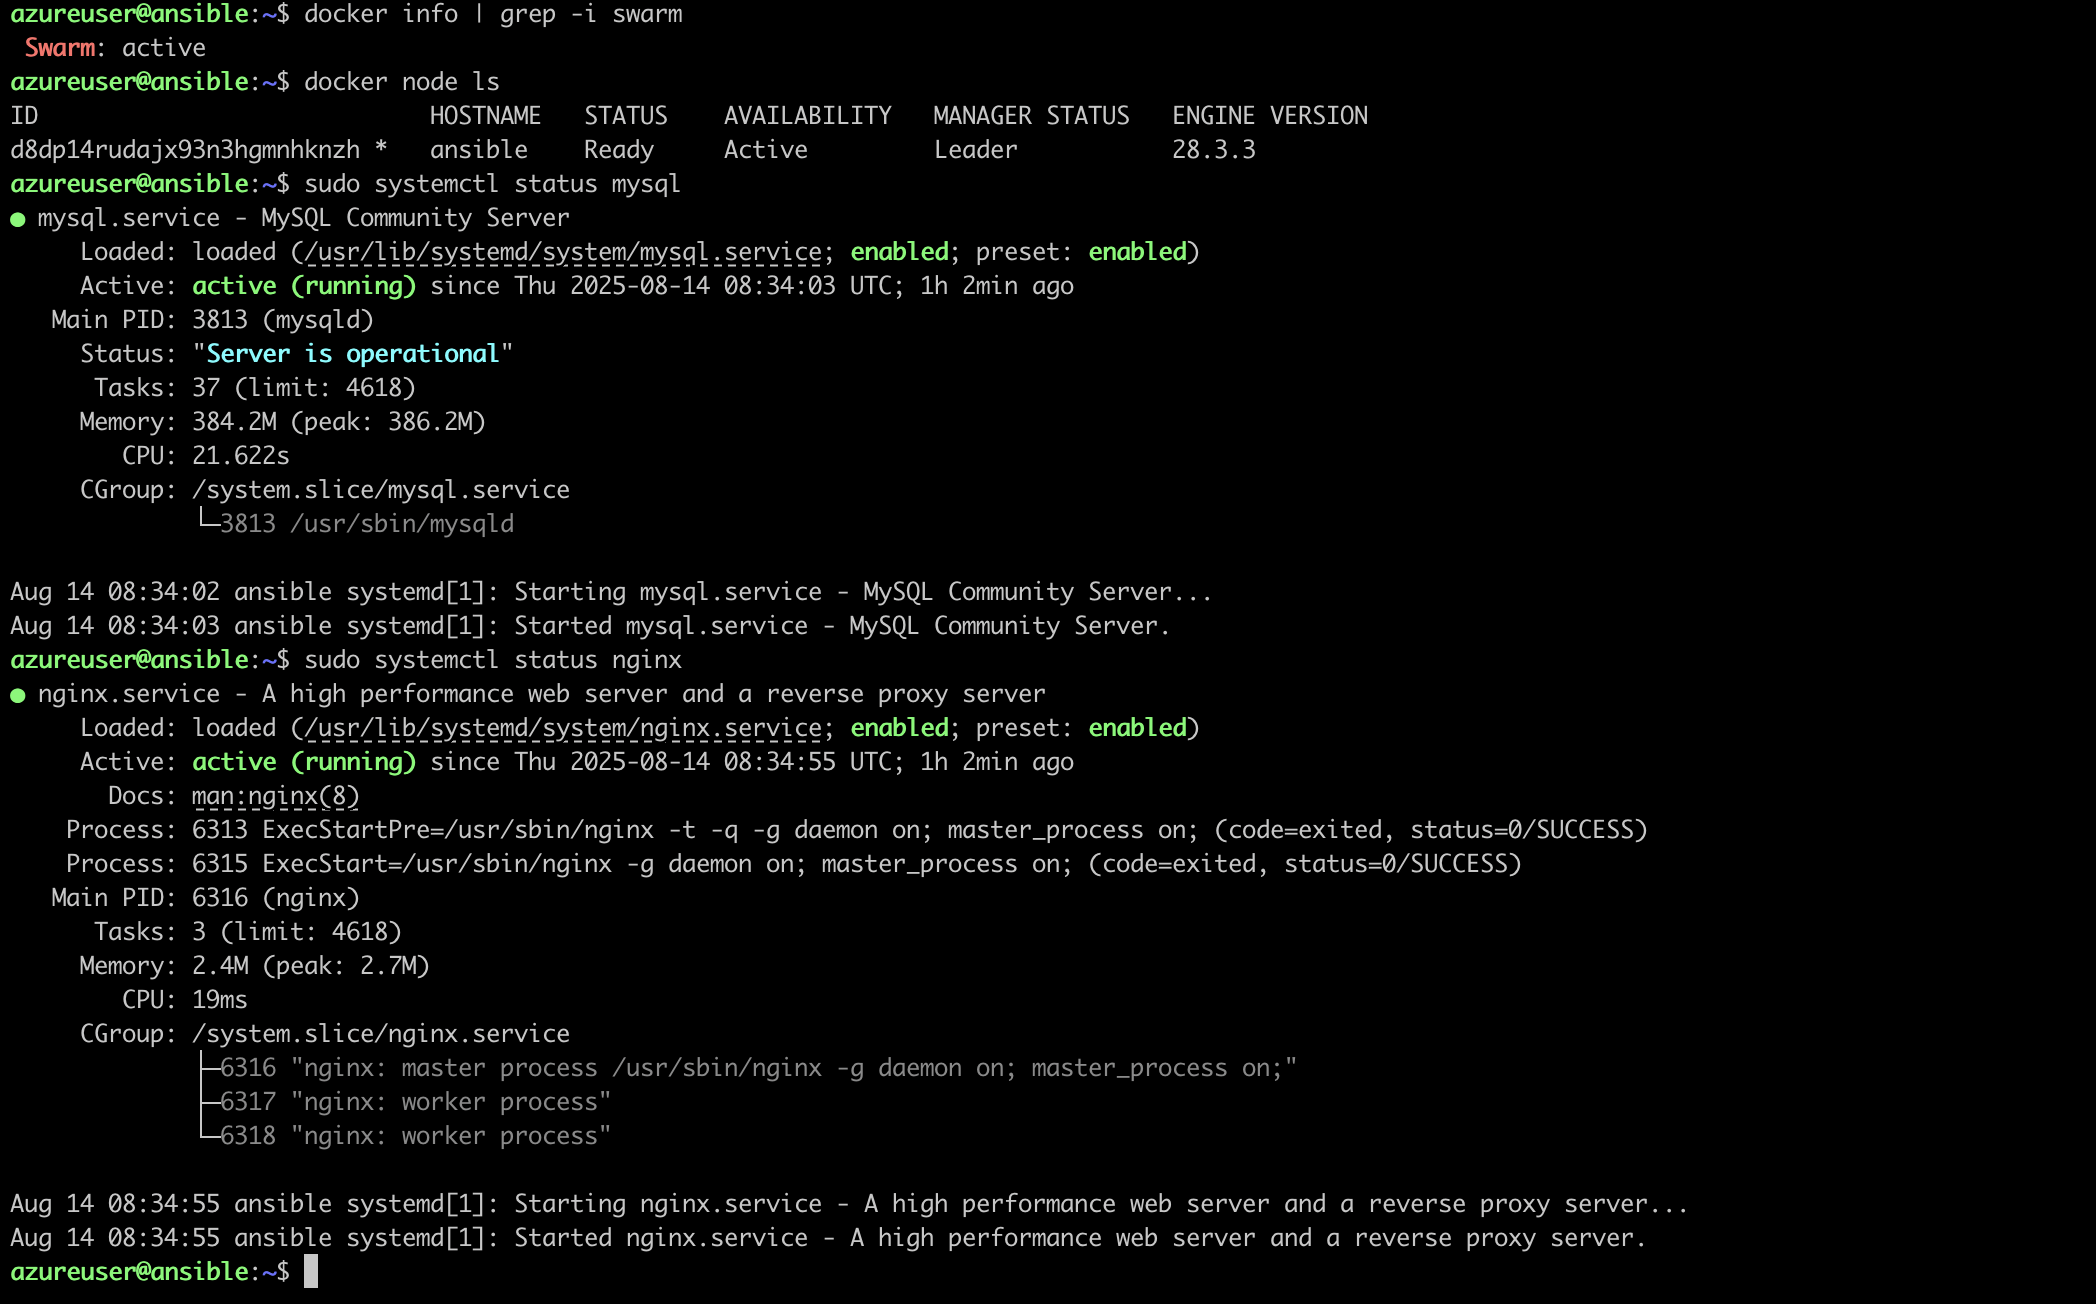 azureuser@ansible:~$ docker info | grep -i swarm
 Swarm: active
azureuser@ansible:~$ docker node ls
ID                            HOSTNAME   STATUS    AVAILABILITY   MANAGER STATUS   ENGINE VERSION
d8dp14rudajx93n3hgmnhknzh *   ansible    Ready     Active         Leader           28.3.3
azureuser@ansible:~$ sudo systemctl status mysql
● mysql.service - MySQL Community Server
     Loaded: loaded (/usr/lib/systemd/system/mysql.service; enabled; preset: enabled)
     Active: active (running) since Thu 2025-08-14 08:34:03 UTC; 1h 2min ago
   Main PID: 3813 (mysqld)
     Status: "Server is operational"
      Tasks: 37 (limit: 4618)
     Memory: 384.2M (peak: 386.2M)
        CPU: 21.622s
     CGroup: /system.slice/mysql.service
             └─3813 /usr/sbin/mysqld

Aug 14 08:34:02 ansible systemd[1]: Starting mysql.service - MySQL Community Server...
Aug 14 08:34:03 ansible systemd[1]: Started mysql.service - MySQL Community Server.
azureuser@ansible:~$ sudo systemctl status nginx
● nginx.service - A high performance web server and a reverse proxy server
     Loaded: loaded (/usr/lib/systemd/system/nginx.service; enabled; preset: enabled)
     Active: active (running) since Thu 2025-08-14 08:34:55 UTC; 1h 2min ago
       Docs: man:nginx(8)
    Process: 6313 ExecStartPre=/usr/sbin/nginx -t -q -g daemon on; master_process on; (code=exited, status=0/SUCCESS)
    Process: 6315 ExecStart=/usr/sbin/nginx -g daemon on; master_process on; (code=exited, status=0/SUCCESS)
   Main PID: 6316 (nginx)
      Tasks: 3 (limit: 4618)
     Memory: 2.4M (peak: 2.7M)
        CPU: 19ms
     CGroup: /system.slice/nginx.service
             ├─6316 "nginx: master process /usr/sbin/nginx -g daemon on; master_process on;"
             ├─6317 "nginx: worker process"
             └─6318 "nginx: worker process"

Aug 14 08:34:55 ansible systemd[1]: Starting nginx.service - A high performance web server and a reverse proxy server...
Aug 14 08:34:55 ansible systemd[1]: Started nginx.service - A high performance web server and a reverse proxy server.
azureuser@ansible:~$